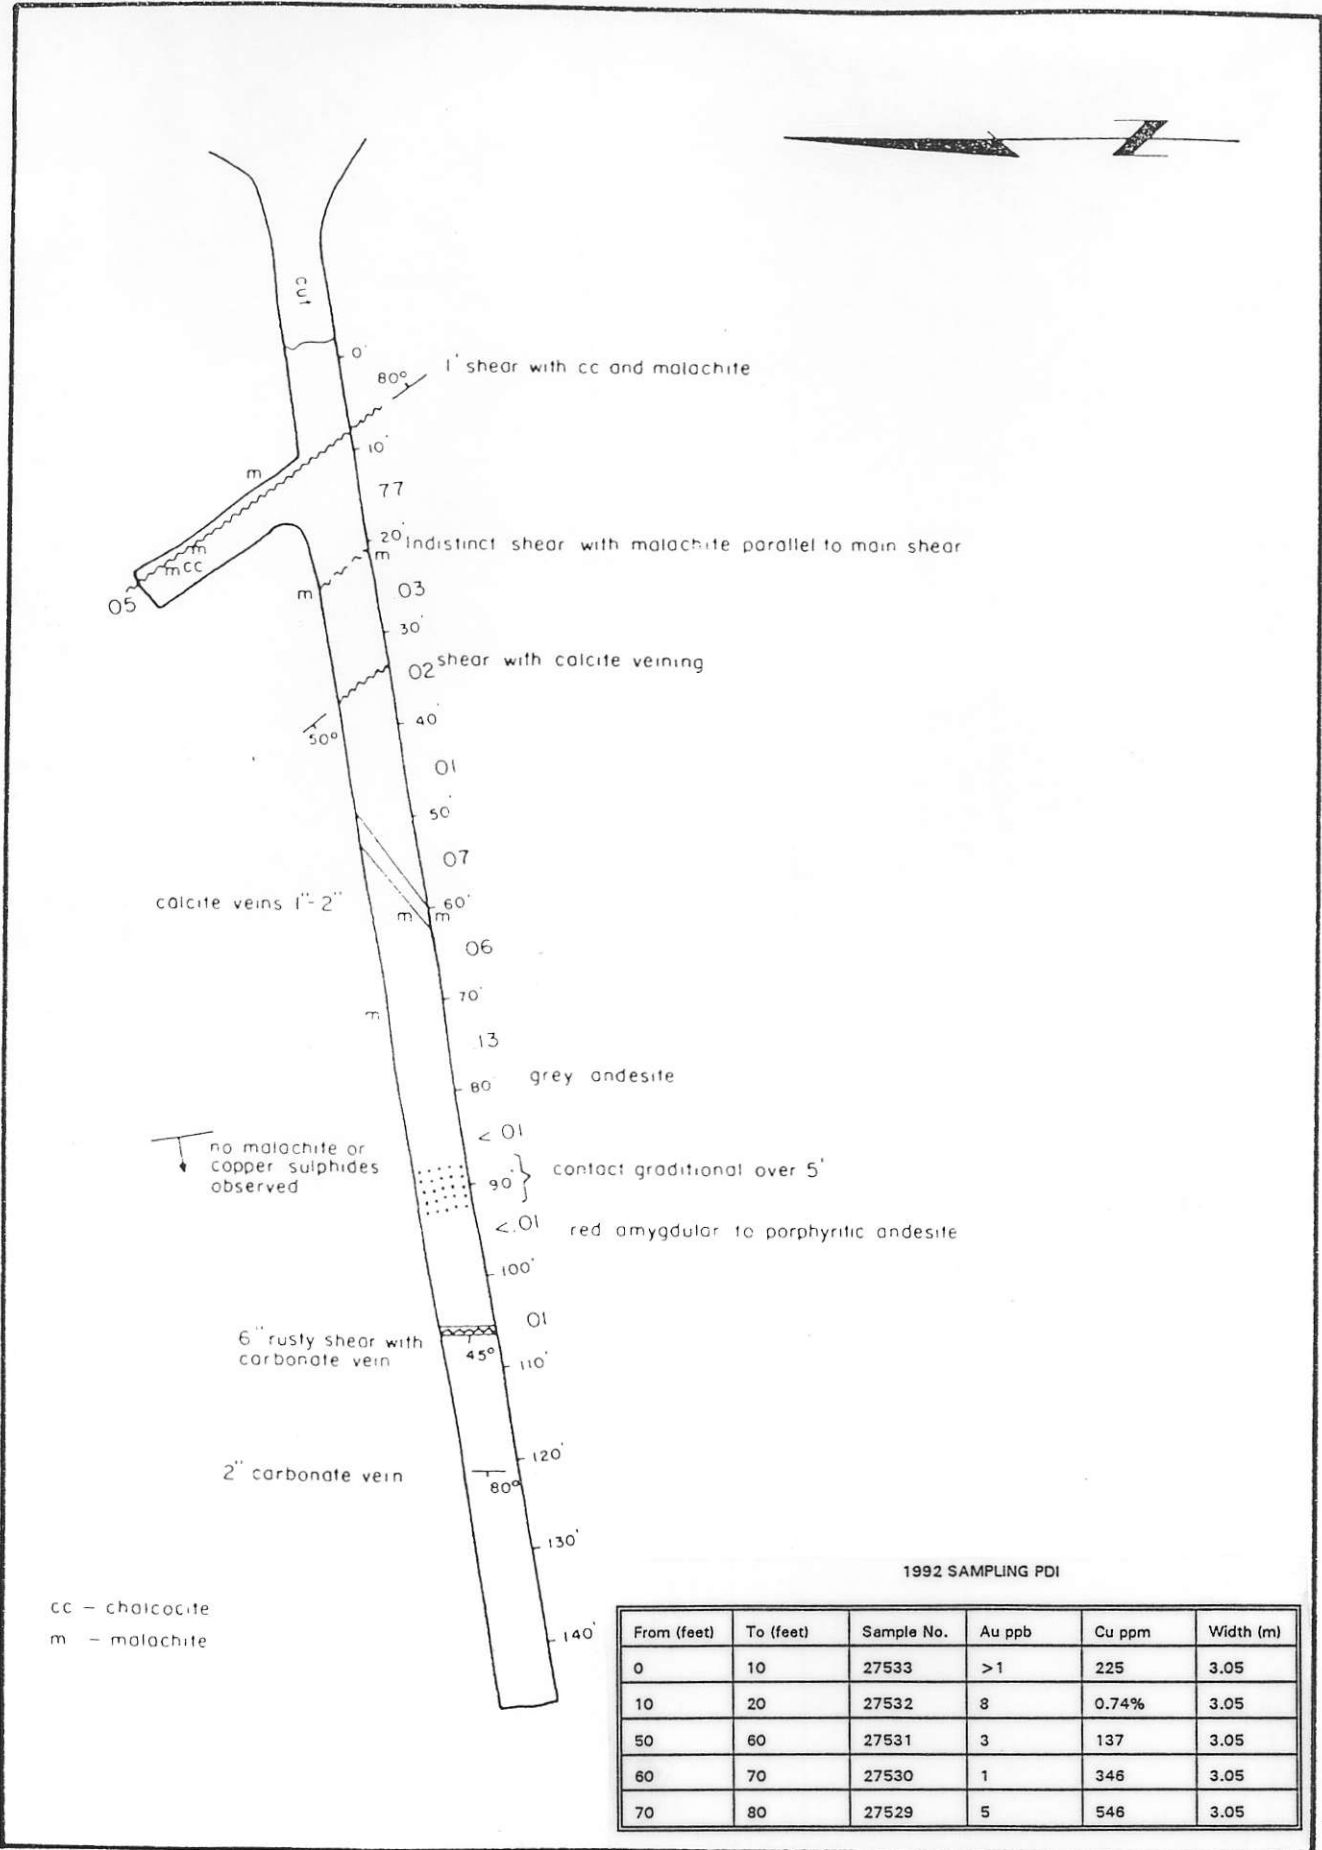 Z
cut
0'
80°
1' shear with cc and malachite
10'
m
77
20'
Indistinct shear with malachite parallel to main shear
m
m
m cc
m
03
05
30'
02
shear with calcite veining
40'
50°
01
50'
07
calcite veins 1"-2"
60'
m
m
06
70'
m
.13
80'
grey andesite
< 01
no malachite or
copper sulphides
observed
90'
contact graditional over 5'
<.01
red amygdular to porphyritic andesite
100'
01
6" rusty shear with
carbonate vein
45°
110'
120'
2" carbonate vein
80°
130'
140'
cc - chalcocite
m - malachite
1992 SAMPLING PDI
From (feet) To (feet) Sample No. Au ppb Cu ppm Width (m)
0 10 27533 >1 225 3.05
10 20 27532 8 0.74% 3.05
50 60 27531 3 137 3.05
60 70 27530 1 346 3.05
70 80 27529 5 546 3.05